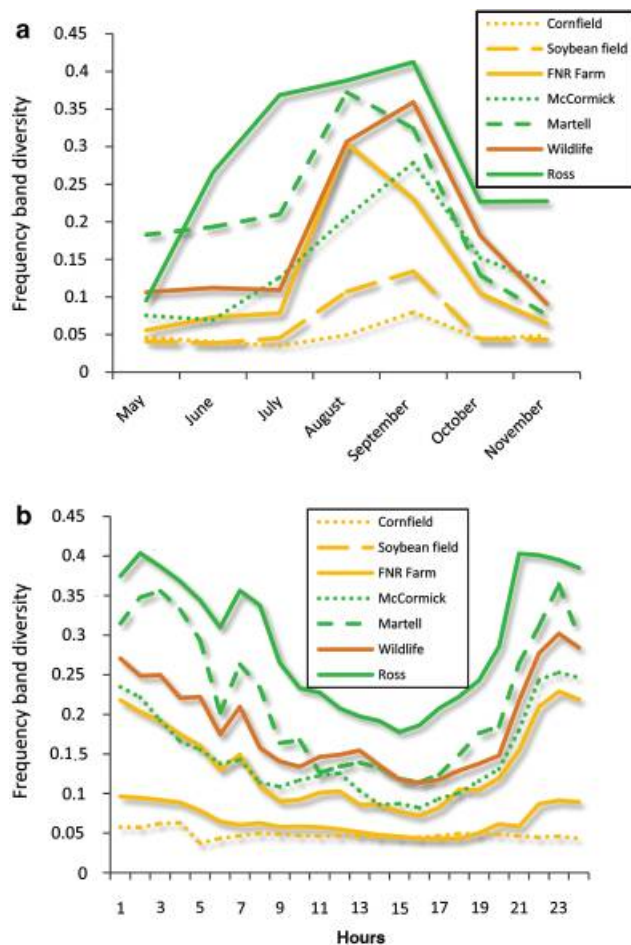 a
Frequency band diversity
0.45
0.4
0.35
0.3
0.25
0.2
0.15
0.1
0.05
0
May
June
July
August
September
October
November
Cornfield
Soybean field
FNR Farm
McCormick
Martell
Wildlife
Ross
b
Frequency band diversity
0.45
0.4
0.35
0.3
0.25
0.2
0.15
0.1
0.05
0
Cornfield
Soybean field
FNR Farm
McCormick
Martell
Wildlife
Ross
1 3 5 7 9 11 13 15 17 19 21 23
Hours